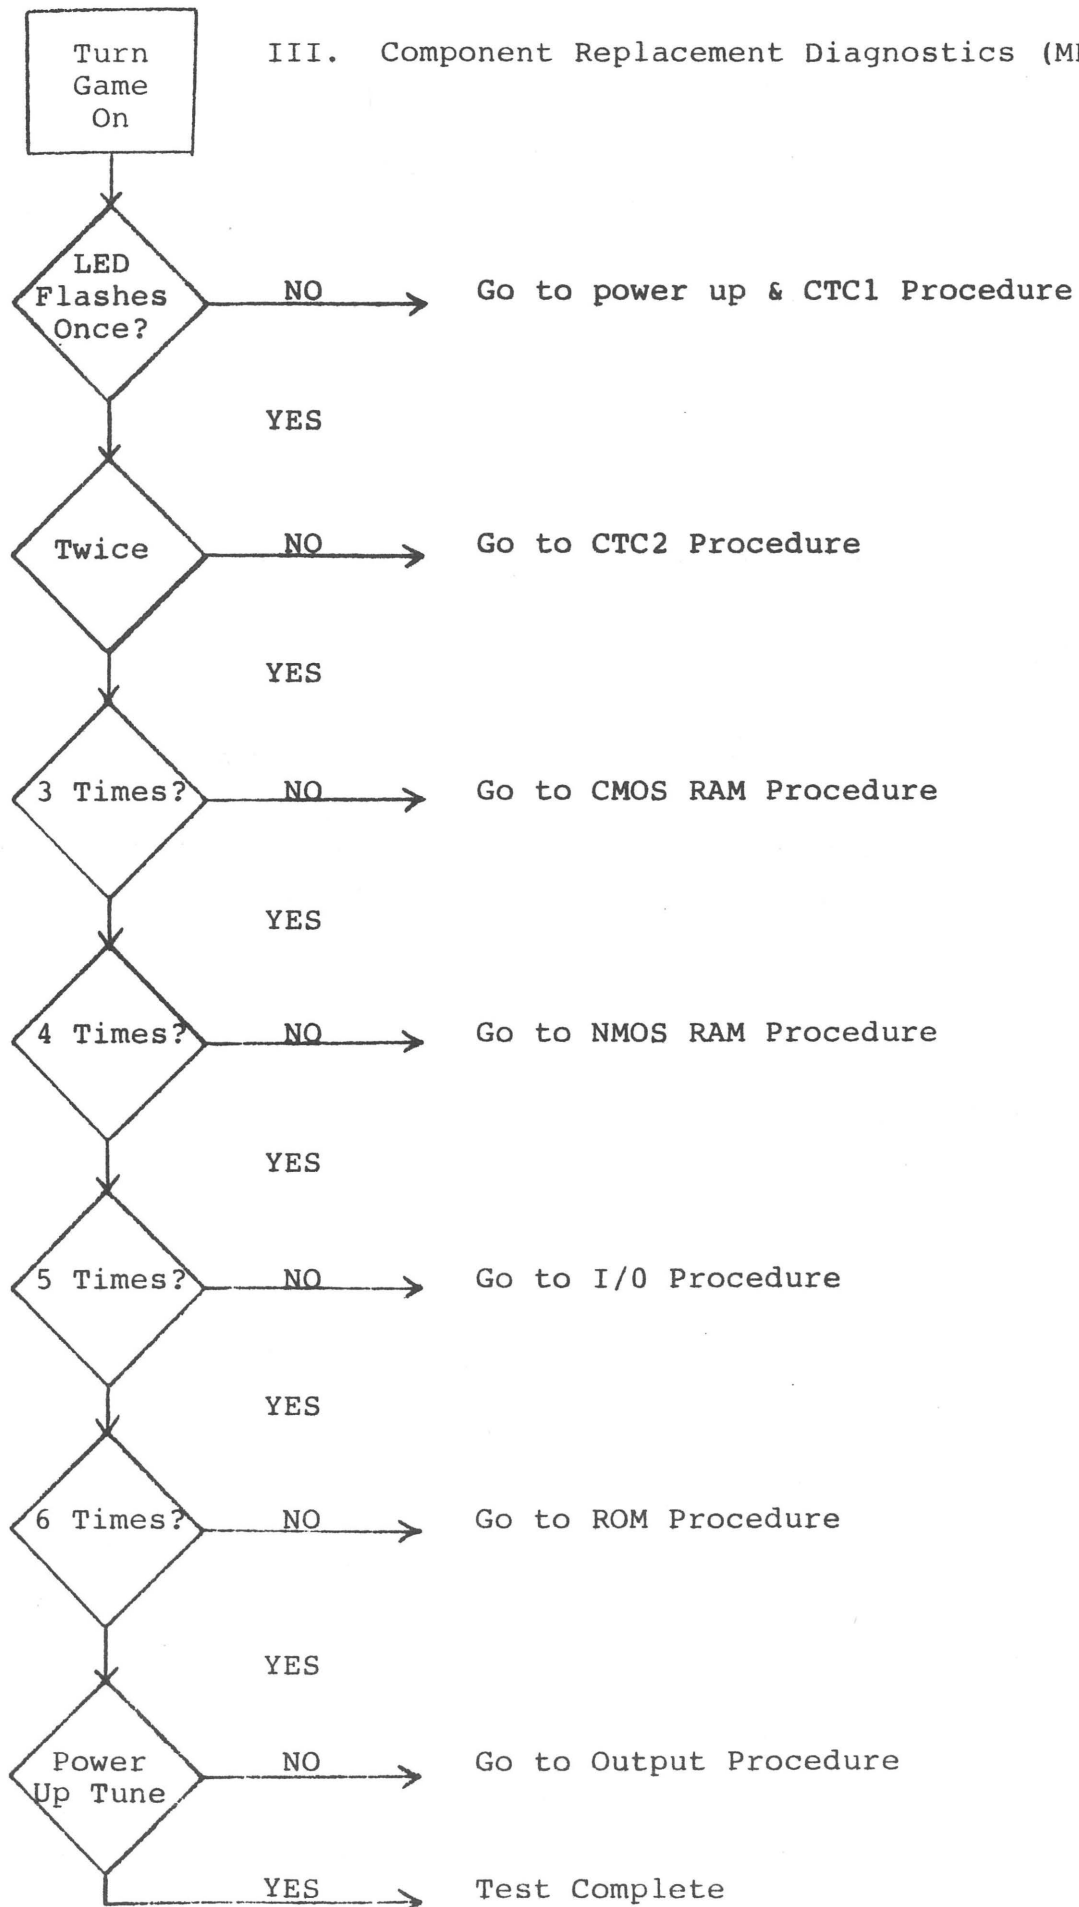 Turn
Game
On
III. Component Replacement Diagnostics
LED
Flashes
Once?
NO
Go to power up & CTC1 Procedure
YES
Twice
NO
Go to CTC2 Procedure
YES
3 Times?
NO
Go to CMOS RAM Procedure
YES
4 Times?
NO
Go to NMOS RAM Procedure
YES
5 Times?
NO
Go to I/0 Procedure
YES
6 Times?
NO
Go to ROM Procedure
YES
Power
Up Tune
NO
Go to Output Procedure
YES
Test Complete